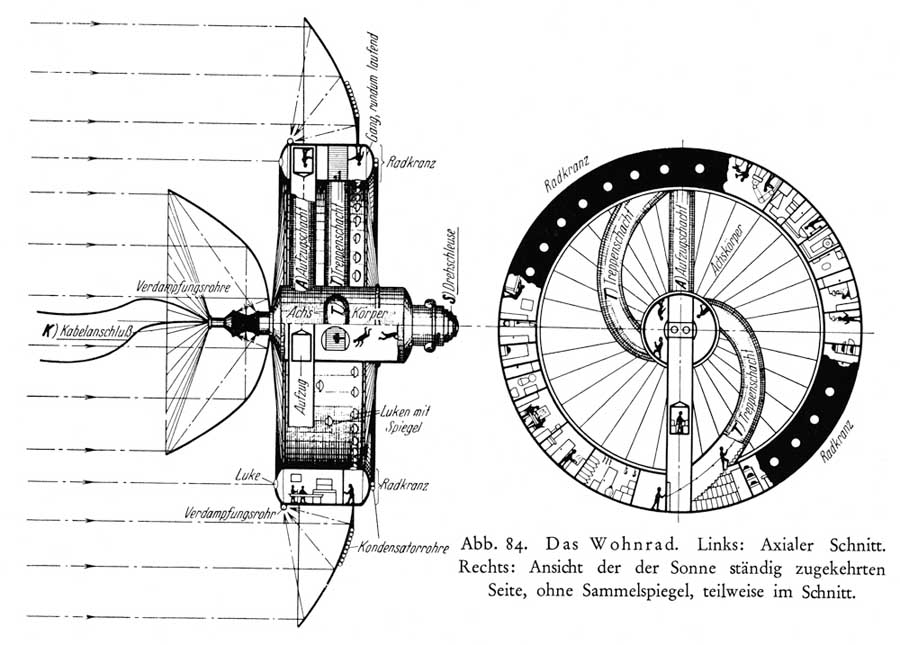 Gang, rundum laufend
Radkranz
A) Aufzugschacht
T) Treppenschacht
S) Drehschleuse
Verdampfungsrohre
Achs
T)
Körper
K) Kabelanschluß
Aufzug
Luken mit
Spiegel
Luke
Radkranz
Verdampfungsrohr
Kondensatorrohre
Radkranz
T) Treppenschacht
A) Aufzugschacht
Achskörper
T) Treppenschacht
Radkranz
Abb. 84. Das Wohnrad. Links: Axialer Schnitt.
Rechts: Ansicht der der Sonne ständig zugekehrten
Seite, ohne Sammelspiegel, teilweise im Schnitt.